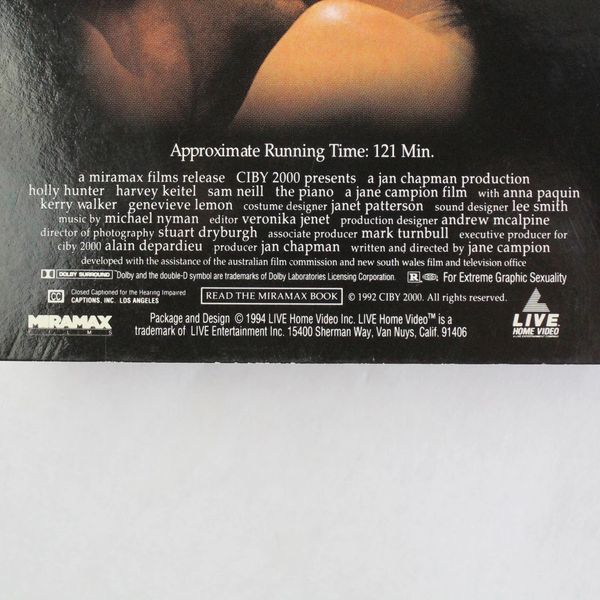 Approximate Running Time: 121 Min.
a miramax films release CIBY 2000 presents a jan chapman production
holly hunter harvey keitel sam neill the piano a jane campion film with anna paquin
kerry walker genevieve lemon costume designer janet patterson sound designer lee smith
music by michael nyman editor veronika jenet production designer andrew mcalpine
director of photography stuart dryburgh associate producer mark turnbull executive producer for
ciby 2000 alain depardieu producer jan chapman written and directed by jane campion
developed with the assistance of the australian film commission and new south wales film and television office
DOLBY SURROUND "Dolby and the double-D symbol are trademarks of Dolby Laboratories Licensing Corporation. R For Extreme Graphic Sexuality
CC Closed Captioned for the Hearing Impaired
CAPTIONS, INC. LOS ANGELES
READ THE MIRAMAX BOOK © 1992 CIBY 2000. All rights reserved.
MIRAMAX
FILMS
Package and Design © 1994 LIVE Home Video Inc. LIVE Home Video™ is a
trademark of LIVE Entertainment Inc. 15400 Sherman Way, Van Nuys, Calif. 91406
LIVE
HOME VIDEO